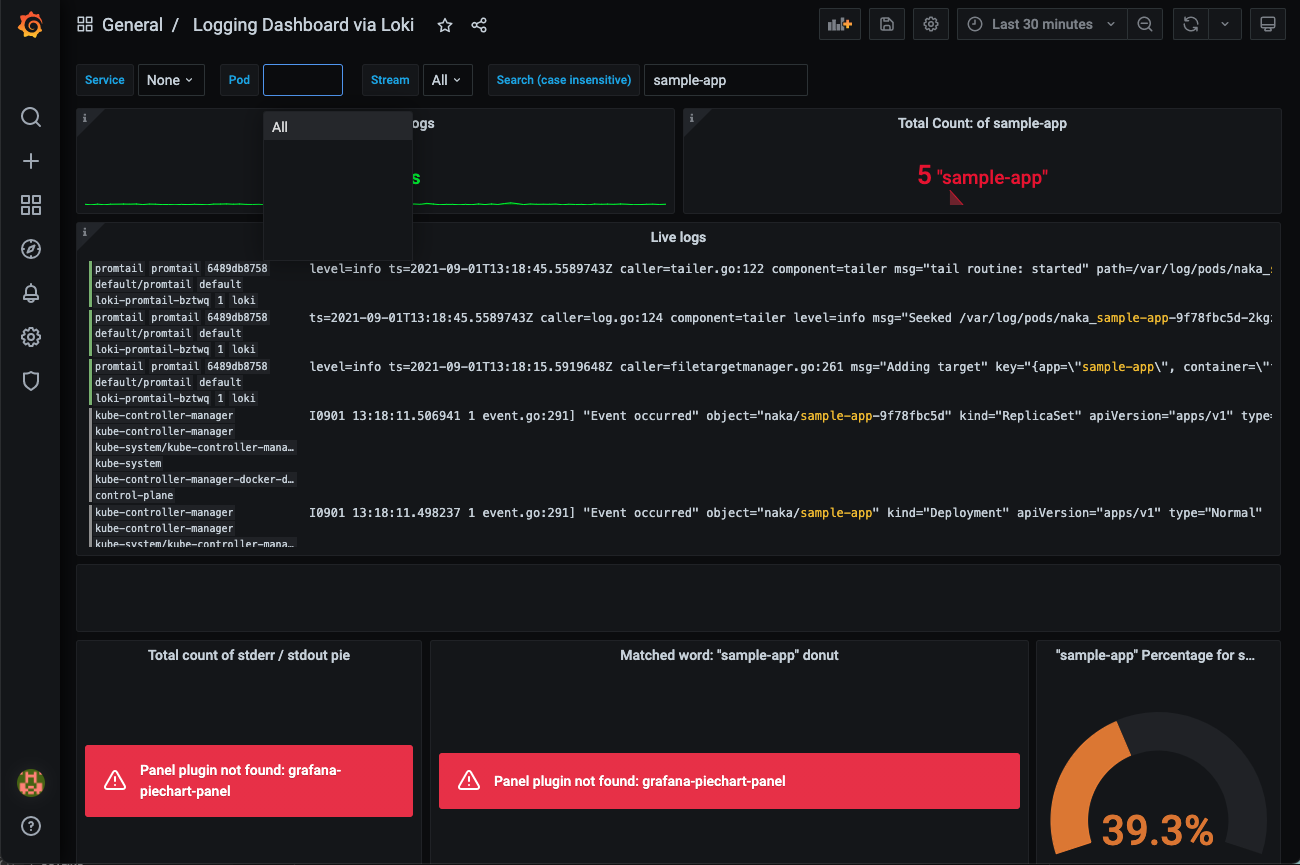 General / Logging Dashboard via Loki
Last 30 minutes
Service None Pod Stream All Search (case insensitive) sample-app
All
ogs
s
Total Count: of sample-app
5 "sample-app"
Live logs
promtail promtail 6489db8758
default/promtail default
loki-promtail-bztwq 1 loki
level=info ts=2021-09-01T13:18:45.5589743Z caller=tailer.go:122 component=tailer msg="tail routine: started" path=/var/log/pods/naka_
promtail promtail 6489db8758
default/promtail default
loki-promtail-bztwq 1 loki
ts=2021-09-01T13:18:45.5589743Z caller=log.go:124 component=tailer level=info msg="Seeked /var/log/pods/naka_sample-app-9f78fbc5d-2kg
promtail promtail 6489db8758
default/promtail default
loki-promtail-bztwq 1 loki
level=info ts=2021-09-01T13:18:15.5919648Z caller=filetargetmanager.go:261 msg="Adding target" key="{app=\"sample-app\", container=\"
kube-controller-manager
kube-controller-manager
kube-system/kube-controller-mana…
kube-system
kube-controller-manager-docker-d…
control-plane
I0901 13:18:11.506941 1 event.go:291] "Event occurred" object="naka/sample-app-9f78fbc5d" kind="ReplicaSet" apiVersion="apps/v1" type=
kube-controller-manager
kube-controller-manager
kube-system/kube-controller-mana…
I0901 13:18:11.498237 1 event.go:291] "Event occurred" object="naka/sample-app" kind="Deployment" apiVersion="apps/v1" type="Normal"
Total count of stderr / stdout pie
Panel plugin not found: grafana-
piechart-panel
Matched word: "sample-app" donut
Panel plugin not found: grafana-piechart-panel
"sample-app" Percentage for s...
39.3%